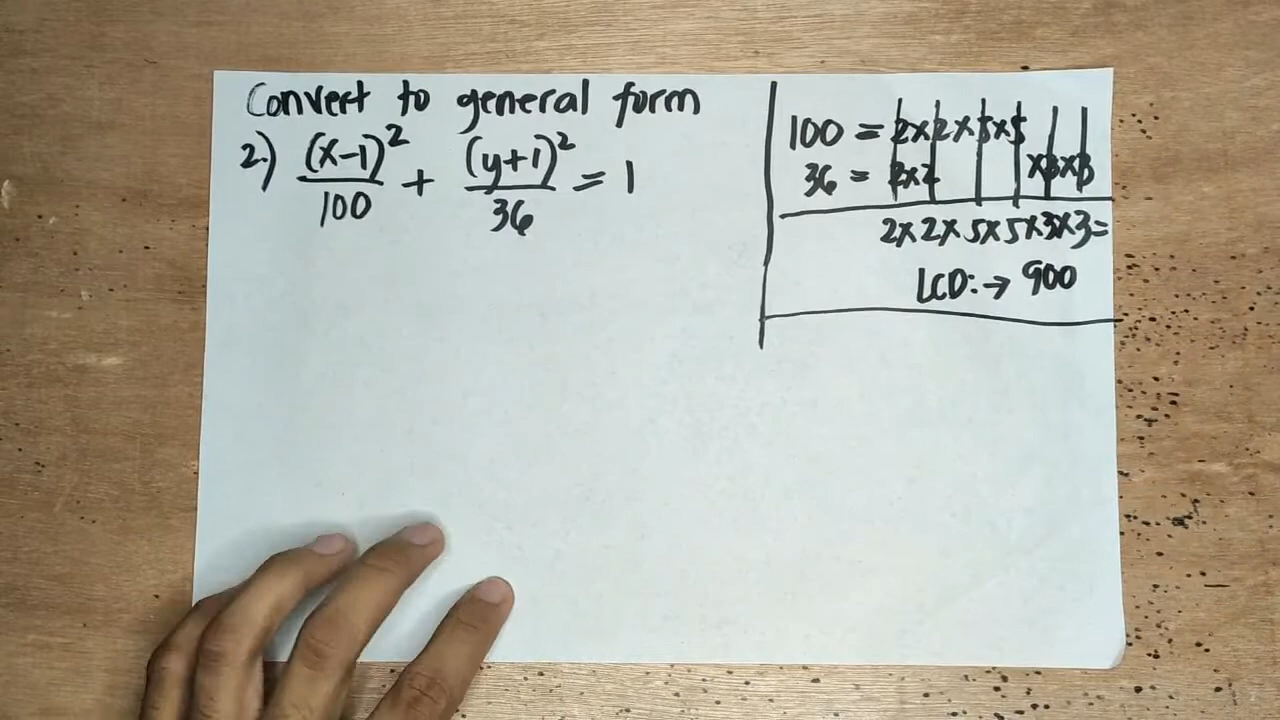 Convert to general form
2.) (x-1)²/100 + (y+1)²/36 = 1
100 = 2x2x5x5
36 = 2x2 x3x3
2x2x5x5x3x3=
LCD: → 900